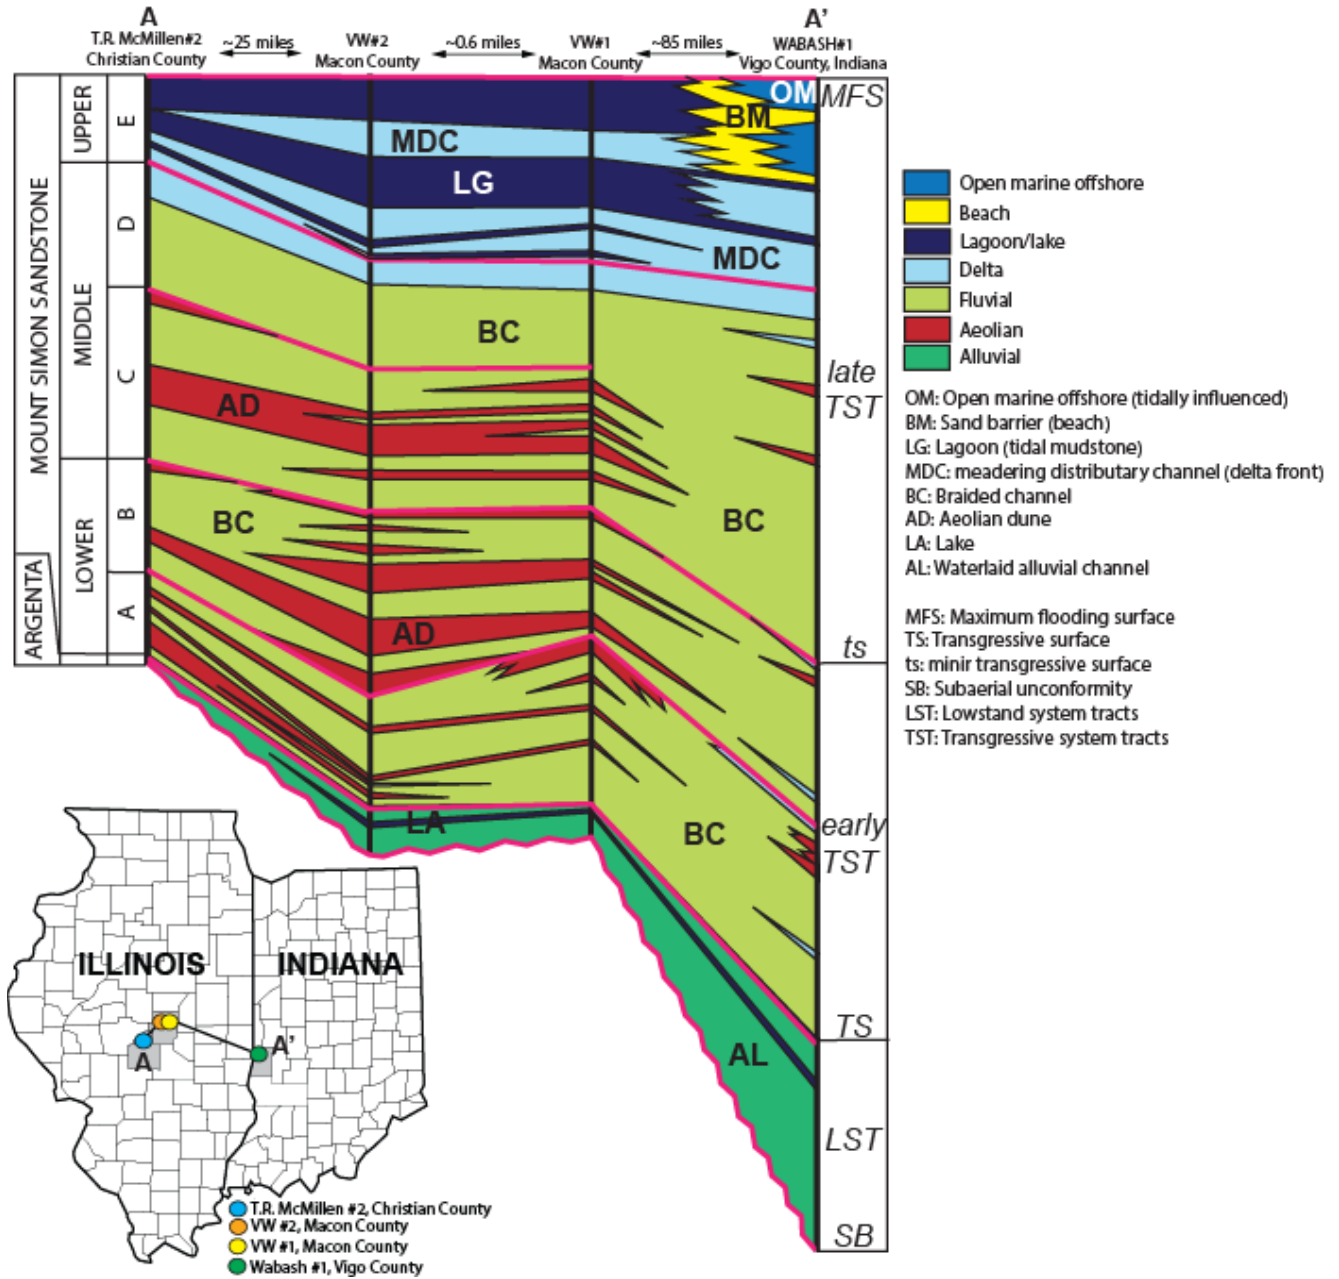 A
A'
T.R. McMillen#2
Christian County
~25 miles
VW#2
Macon County
~0.6 miles
VW#1
Macon County
~85 miles
WABASH#1
Vigo County, Indiana
MOUNT SIMON SANDSTONE
ARGENTA
UPPER
MIDDLE
LOWER
E
D
C
B
A
OM
BM
MDC
LG
MDC
BC
AD
BC
BC
AD
BC
LA
AL
MFS
late
TST
ts
early
TST
TS
LST
SB
Open marine offshore
Beach
Lagoon/lake
Delta
Fluvial
Aeolian
Alluvial
OM: Open marine offshore (tidally influenced)
BM: Sand barrier (beach)
LG: Lagoon (tidal mudstone)
MDC: meadering distributary channel (delta front)
BC: Braided channel
AD: Aeolian dune
LA: Lake
AL: Waterlaid alluvial channel
MFS: Maximum flooding surface
TS: Transgressive surface
ts: minir transgressive surface
SB: Subaerial unconformity
LST: Lowstand system tracts
TST: Transgressive system tracts
ILLINOIS
INDIANA
A
A'
T.R. McMillen #2, Christian County
VW #2, Macon County
VW #1, Macon County
Wabash #1, Vigo County